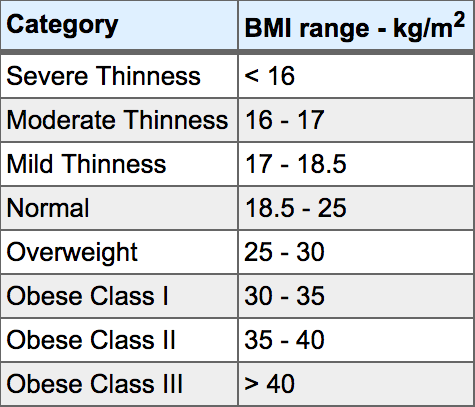 Category BMI range - kg/m²
Severe Thinness < 16
Moderate Thinness 16 - 17
Mild Thinness 17 - 18.5
Normal 18.5 - 25
Overweight 25 - 30
Obese Class I 30 - 35
Obese Class II 35 - 40
Obese Class III > 40